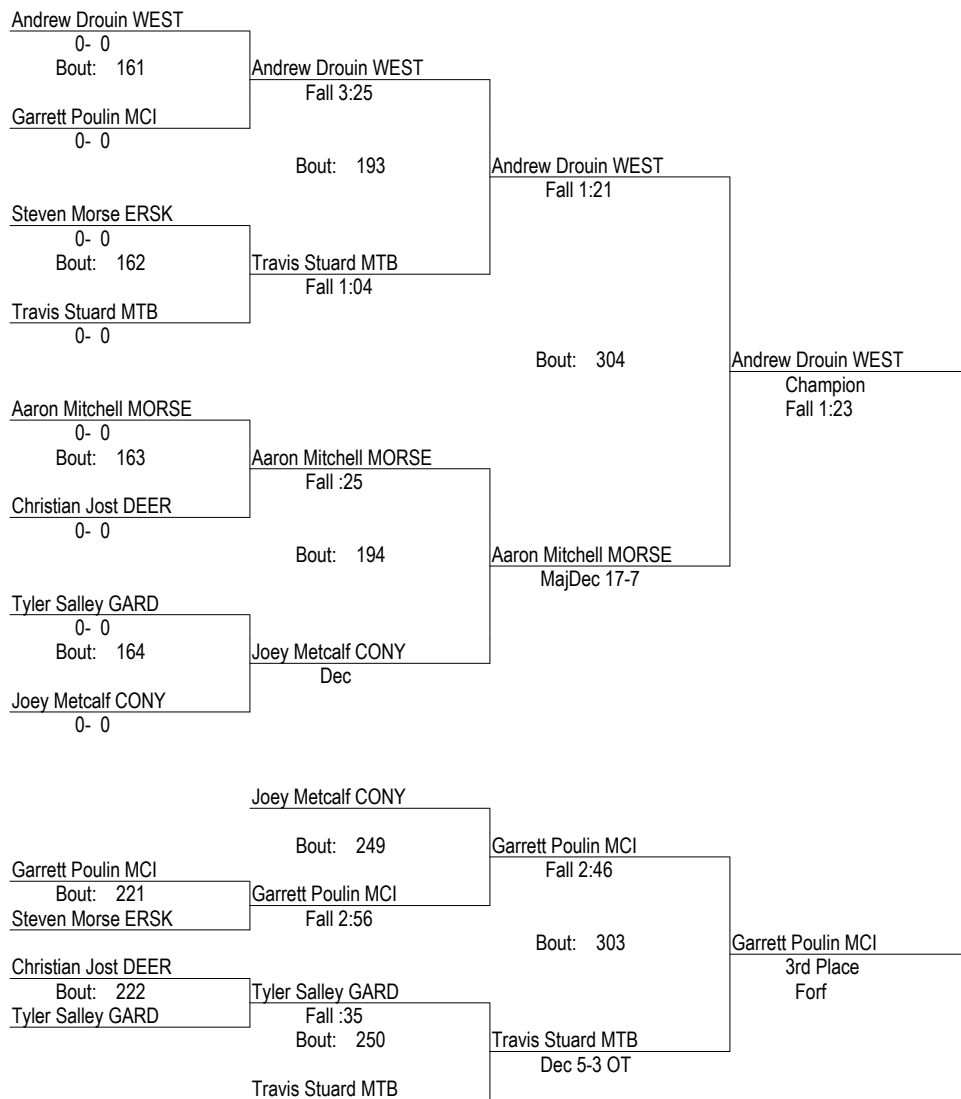 Andrew Drouin WEST
0- 0
Bout: 161
Andrew Drouin WEST
Fall 3:25
Garrett Poulin MCI
0- 0
Bout: 193
Andrew Drouin WEST
Fall 1:21
Steven Morse ERSK
0- 0
Bout: 162
Travis Stuard MTB
Fall 1:04
Travis Stuard MTB
0- 0
Bout: 304
Andrew Drouin WEST
Champion
Fall 1:23
Aaron Mitchell MORSE
0- 0
Bout: 163
Aaron Mitchell MORSE
Fall :25
Christian Jost DEER
0- 0
Bout: 194
Aaron Mitchell MORSE
MajDec 17-7
Tyler Salley GARD
0- 0
Bout: 164
Joey Metcalf CONY
Dec
Joey Metcalf CONY
0- 0
Joey Metcalf CONY
Bout: 249
Garrett Poulin MCI
Fall 2:46
Garrett Poulin MCI
Bout: 221
Garrett Poulin MCI
Fall 2:56
Steven Morse ERSK
Bout: 303
Garrett Poulin MCI
3rd Place
Forf
Christian Jost DEER
Bout: 222
Tyler Salley GARD
Fall :35
Tyler Salley GARD
Bout: 250
Travis Stuard MTB
Dec 5-3 OT
Travis Stuard MTB